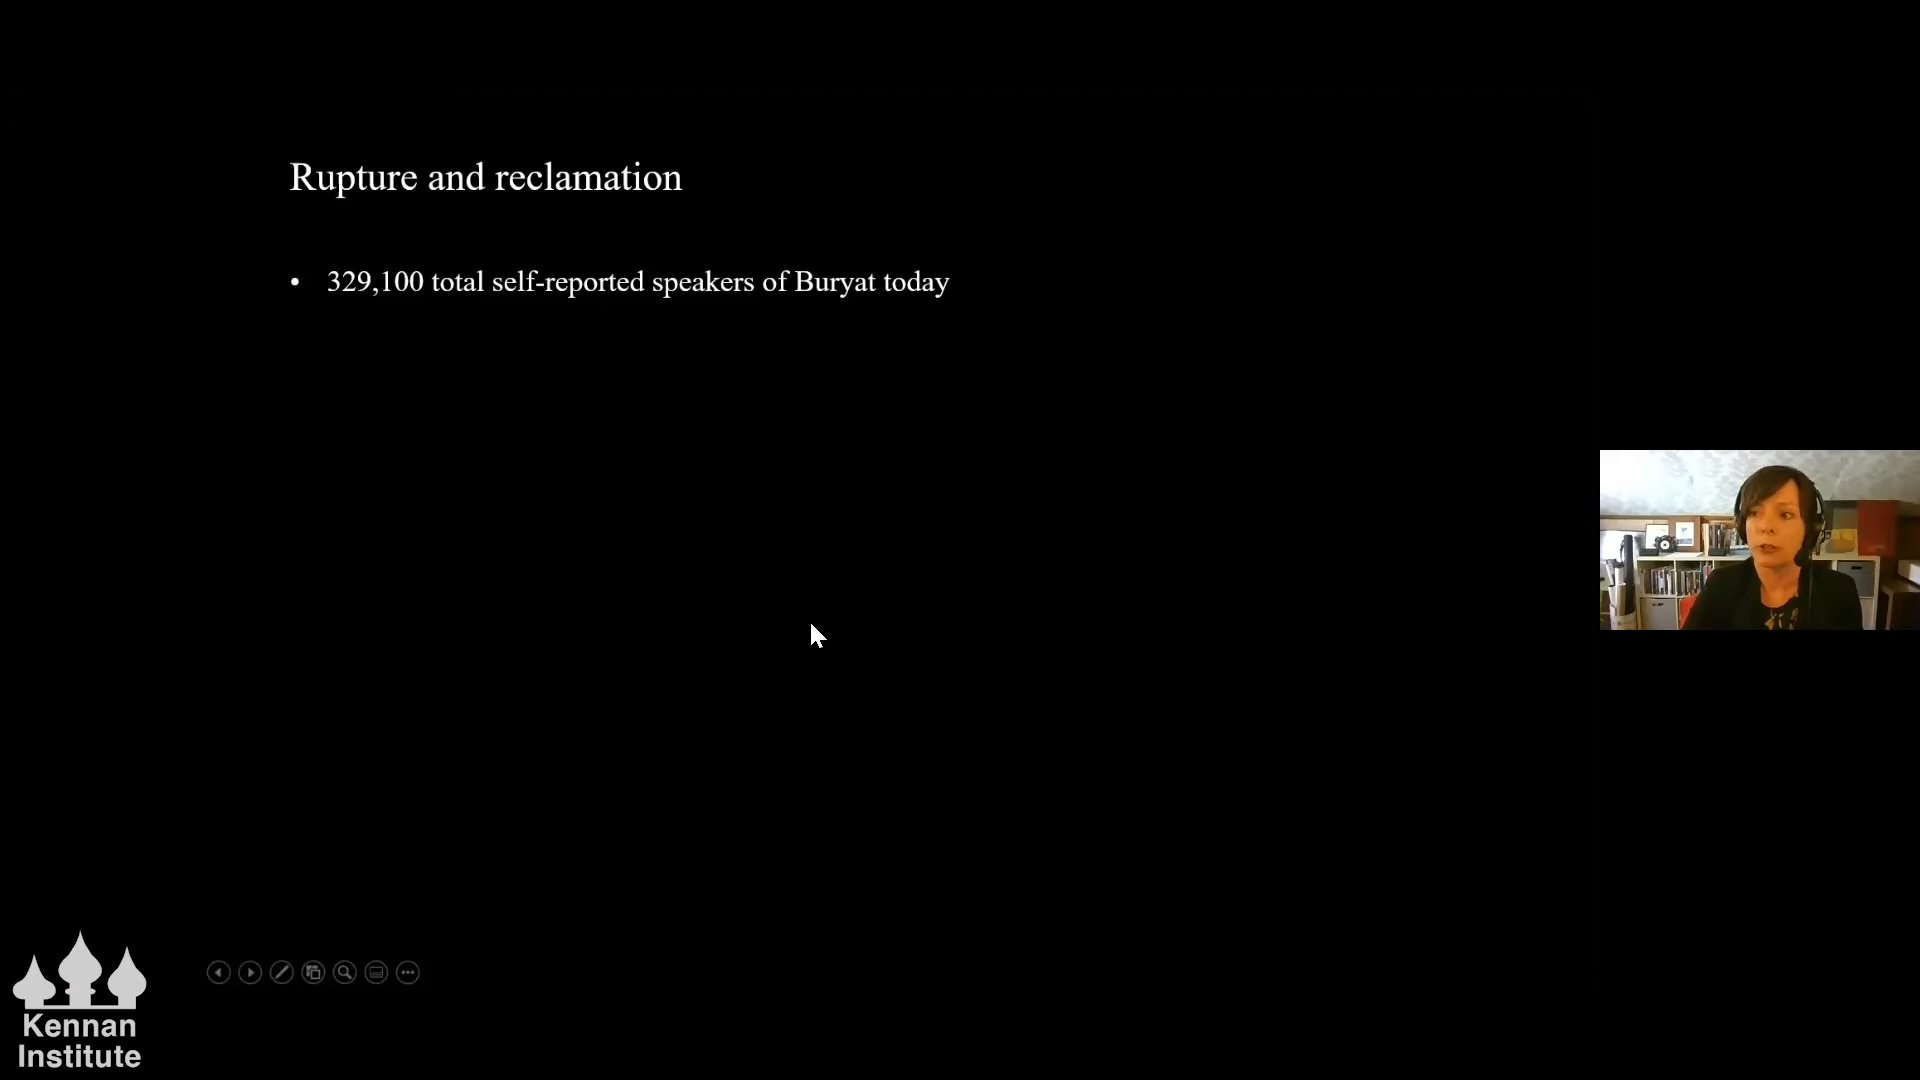 Rupture and reclamation
• 329,100 total self-reported speakers of Buryat today
Kennan
Institute